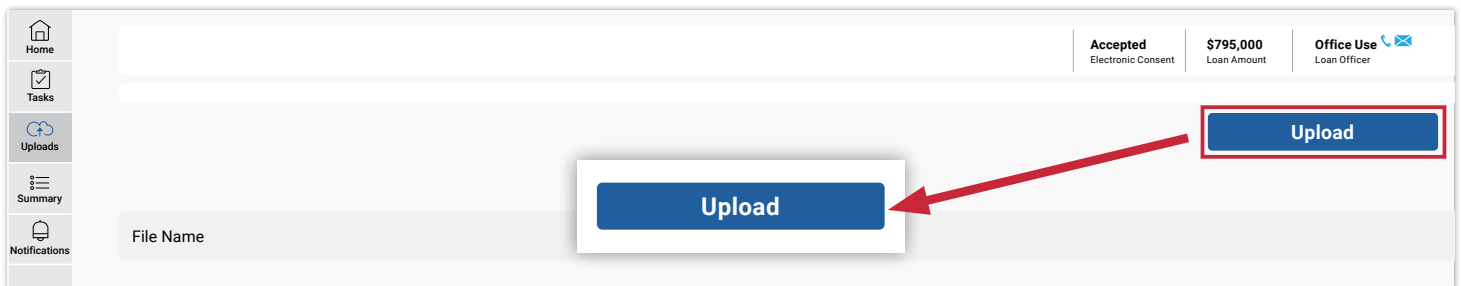 Home
Tasks
Uploads
Summary
Notifications
Accepted
Electronic Consent
$795,000
Loan Amount
Office Use
Loan Officer
Upload
Upload
File Name